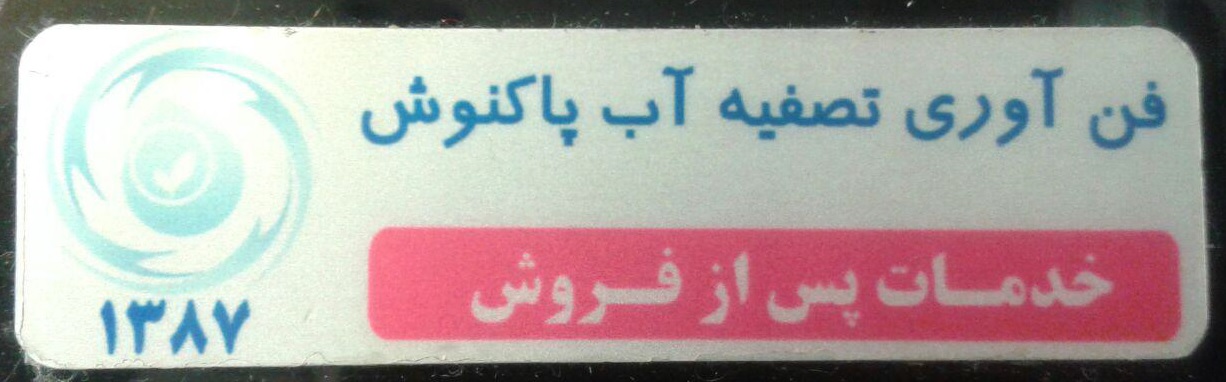 فن آوری تصفیه آب پاکنوش
خدمات پس از فروش
۱۳۸۷